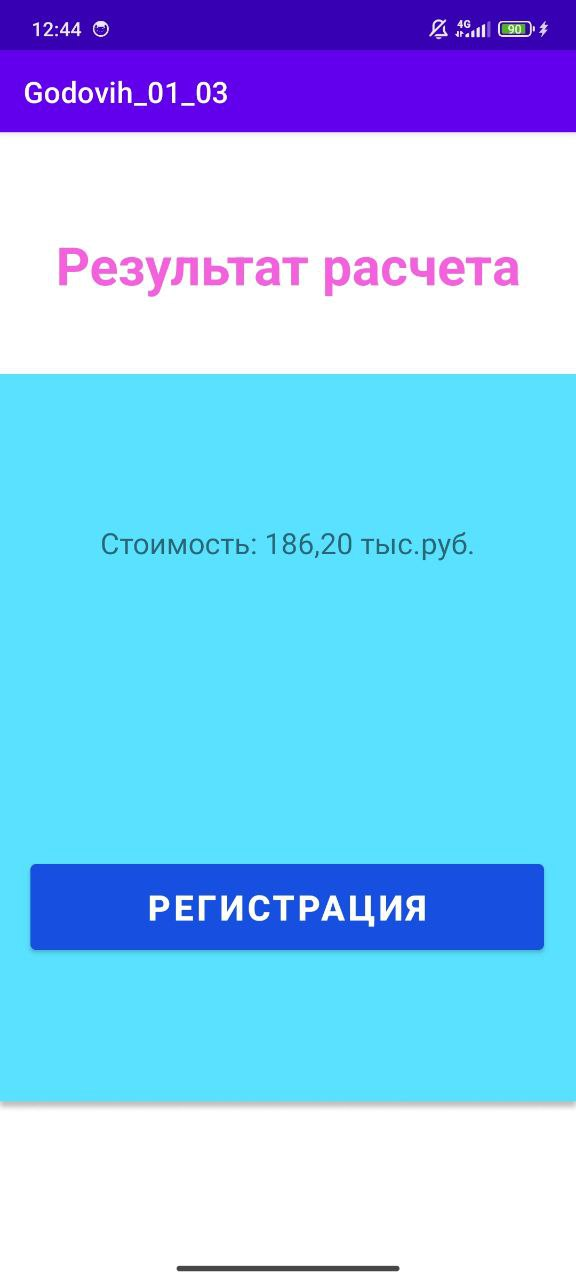 12:44
4G
90
Godovih_01_03
Результат расчета
Стоимость: 186,20 тыс.руб.
РЕГИСТРАЦИЯ